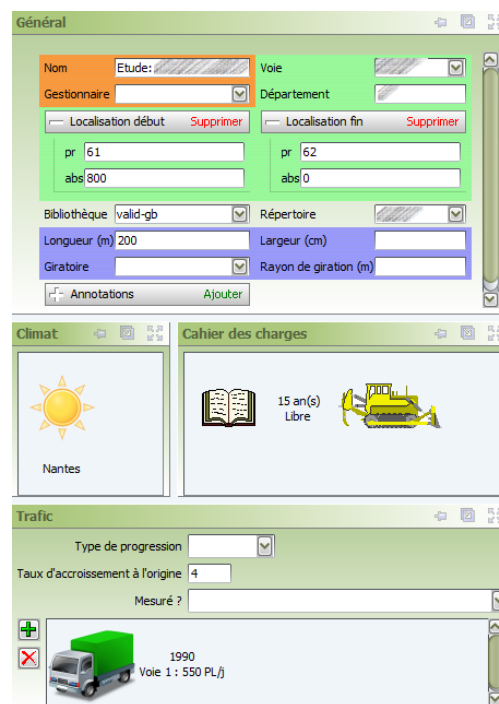 Général
Nom Etude: Voie
Gestionnaire Département
Localisation début Supprimer Localisation fin Supprimer
pr 61 pr 62
abs 800 abs 0
Bibliothèque valid-gb Répertoire
Longueur (m) 200 Largeur (cm)
Giratoire Rayon de giration (m)
Annotations Ajouter
Climat Cahier des charges
15 an(s)
Libre
Nantes
Trafic
Type de progression
Taux d'accroissement à l'origine 4
Mesuré ?
1990
Voie 1 : 550 PL/j